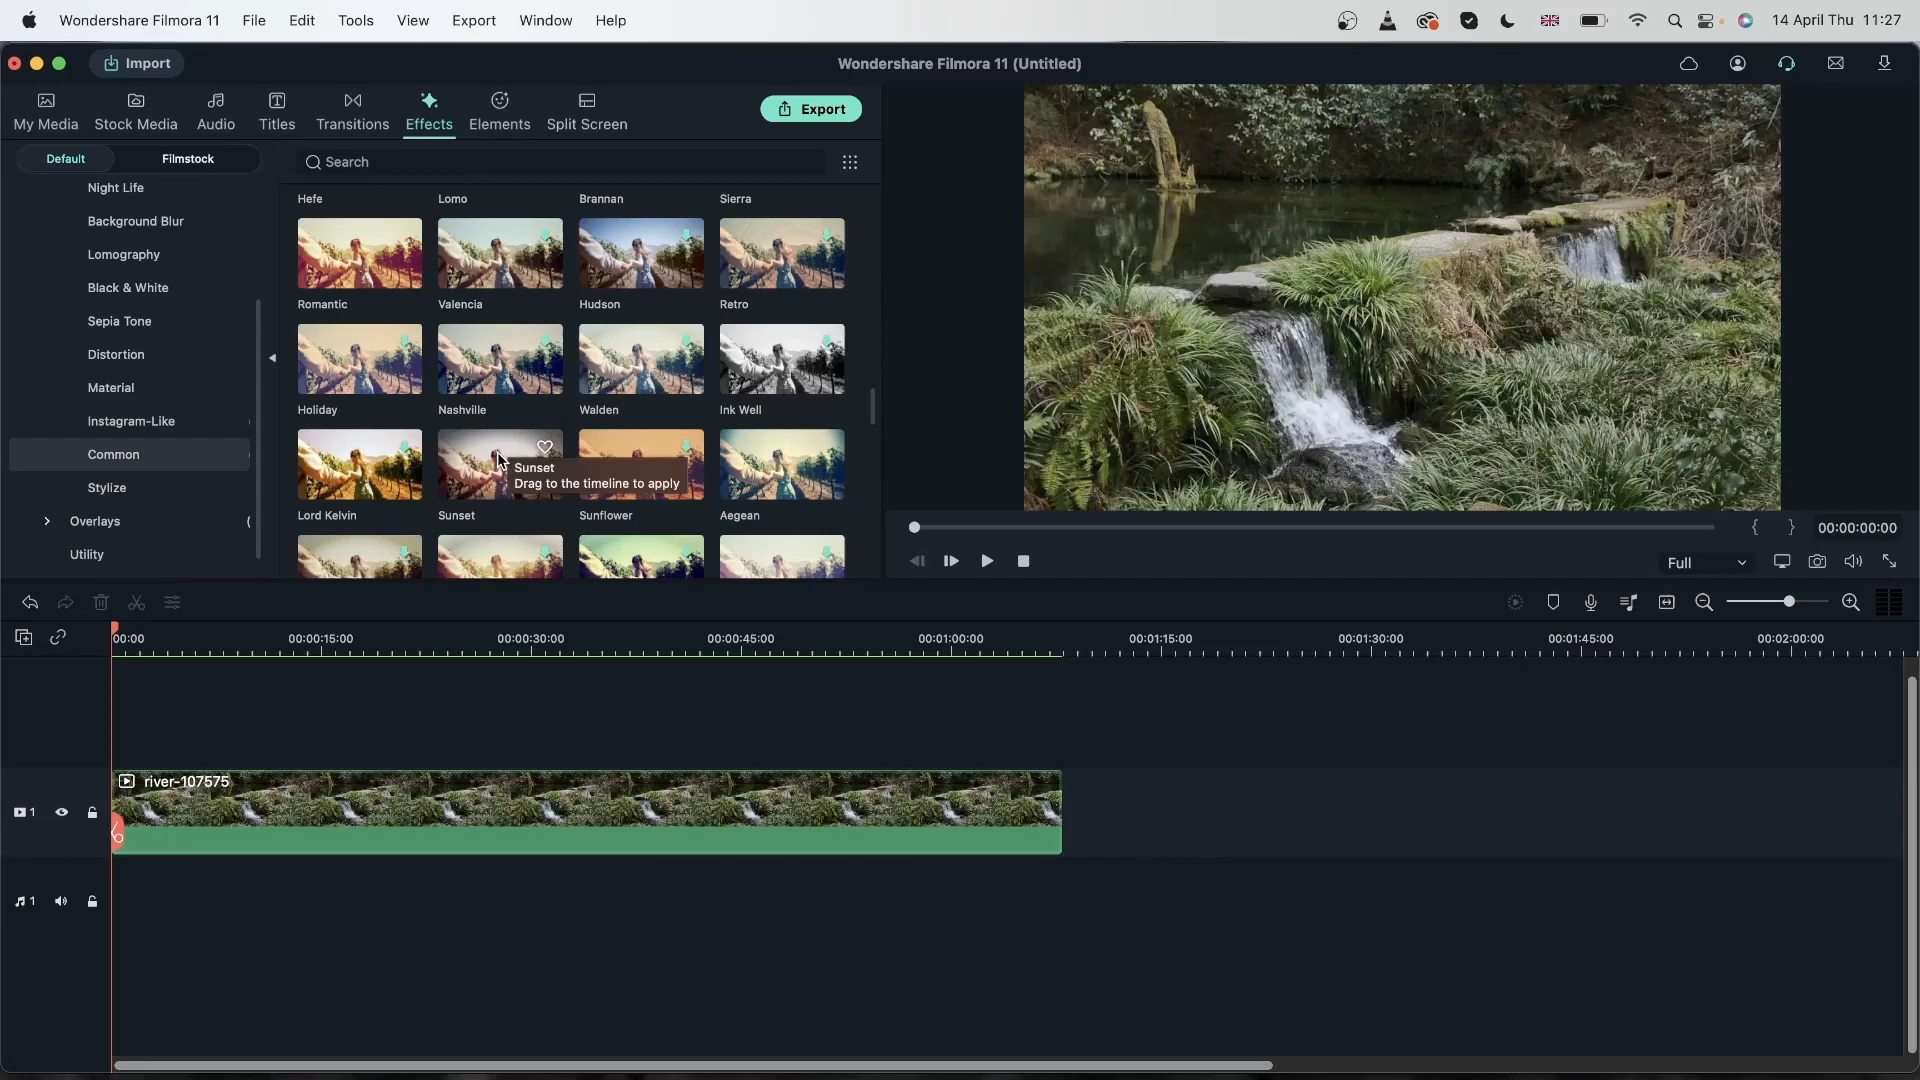 Wondershare Filmora 11 File Edit Tools View Export Window Help 14 April Thu 11:27
Import Wondershare Filmora 11 (Untitled)
My Media Stock Media Audio Titles Transitions Effects Elements Split Screen Export
Default Filmstock Search
Night Life
Background Blur
Lomography
Black & White
Sepia Tone
Distortion
Material
Instagram-Like
Common
Stylize
Overlays (
Utility
Hefe Lomo Brannan Sierra
Romantic Valencia Hudson Retro
Holiday Nashville Walden Ink Well
Sunset
Drag to the timeline to apply
Lord Kelvin Sunset Sunflower Aegean
{ } 00:00:00:00
Full
00:00 00:00:15:00 00:00:30:00 00:00:45:00 00:01:00:00 00:01:15:00 00:01:30:00 00:01:45:00 00:02:00:00
river-107575
1
1